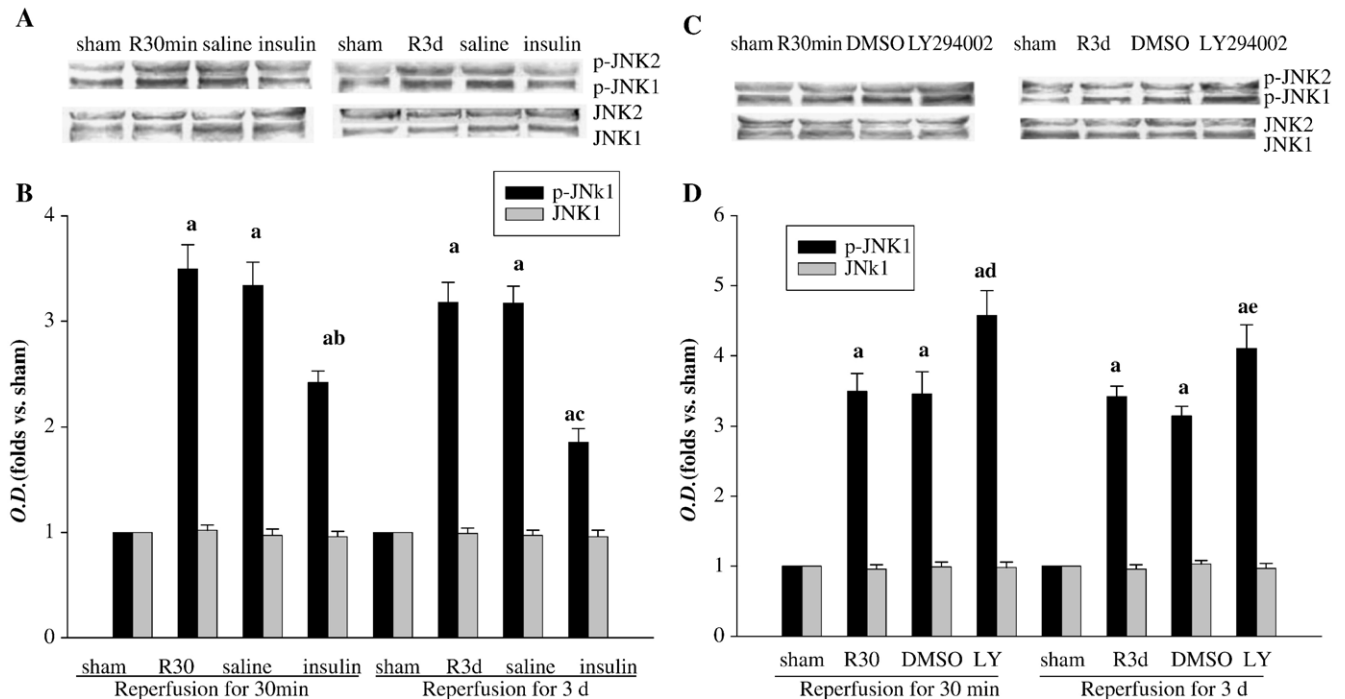 A
sham R30min saline insulin
sham R3d saline insulin
p-JNK2
p-JNK1
JNK2
JNK1
C
sham R30min DMSO LY294002
sham R3d DMSO LY294002
p-JNK2
p-JNK1
JNK2
JNK1
B
p-JNk1
JNK1
4
3
2
1
0
O.D.(folds vs. sham)
a
a
ab
a
a
ac
sham R30 saline insulin sham R3d saline insulin
Reperfusion for 30min Reperfusion for 3 d
D
p-JNK1
JNk1
6
5
4
3
2
1
0
O.D.(folds vs. sham)
a
a
ad
a
a
ae
sham R30 DMSO LY sham R3d DMSO LY
Reperfusion for 30 min Reperfusion for 3 d